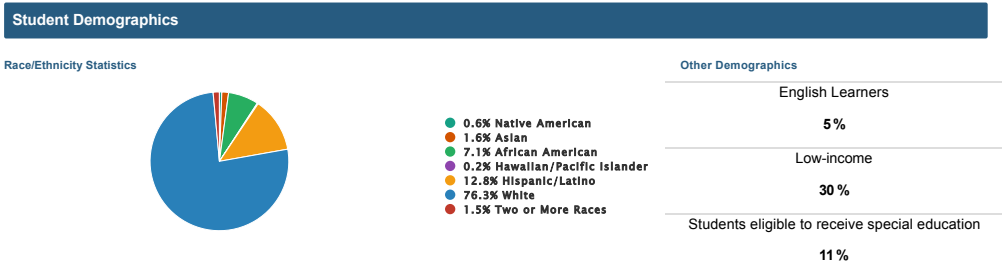 Student Demographics
Race/Ethnicity Statistics
0.6% Native American
1.6% Asian
7.1% African American
0.2% Hawaiian/Pacific Islander
12.8% Hispanic/Latino
76.3% White
1.5% Two or More Races
Other Demographics
English Learners
5 %
Low-income
30 %
Students eligible to receive special education
11 %